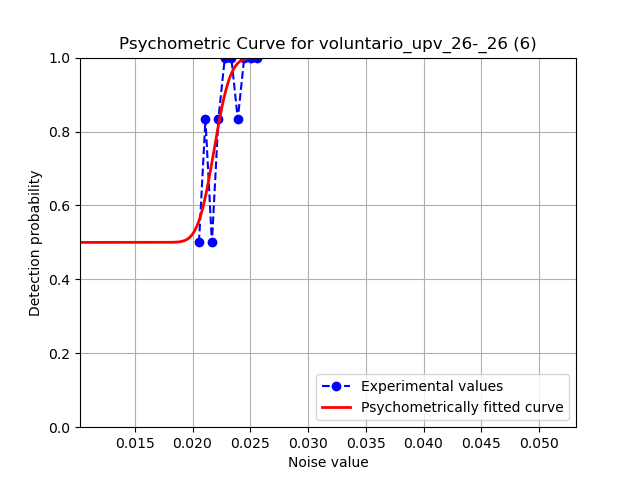 Psychometric Curve for voluntario_upv_26-_26 (6)
1.0
0.8
0.6
0.4
0.2
0.0
Detection probability
0.015 0.020 0.025 0.030 0.035 0.040 0.045 0.050
Noise value
Experimental values
Psychometrically fitted curve